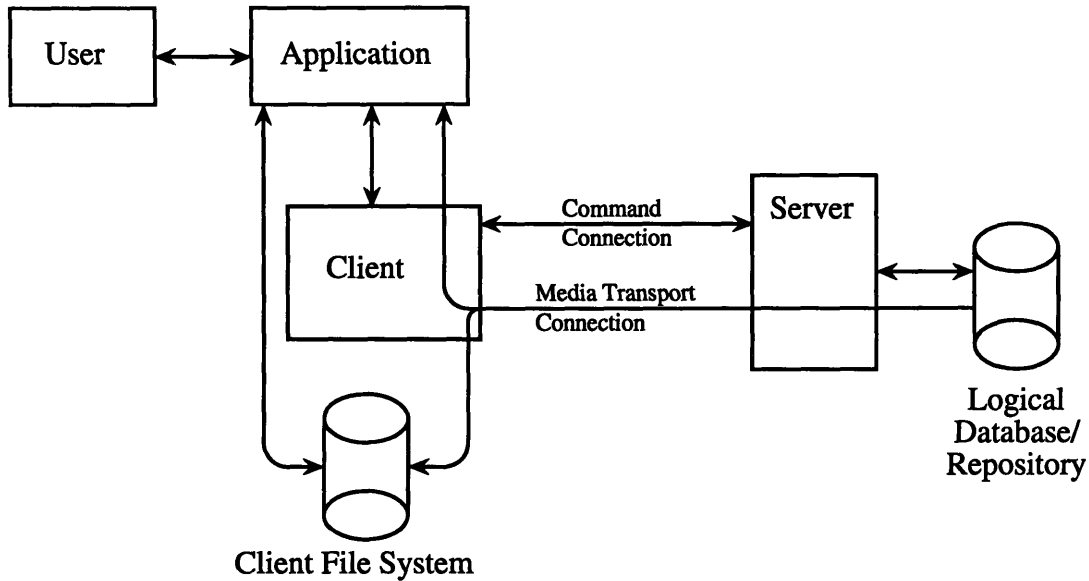 User
Application
Command
Connection
Server
Client
Media Transport
Connection
Logical
Database/
Repository
Client File System